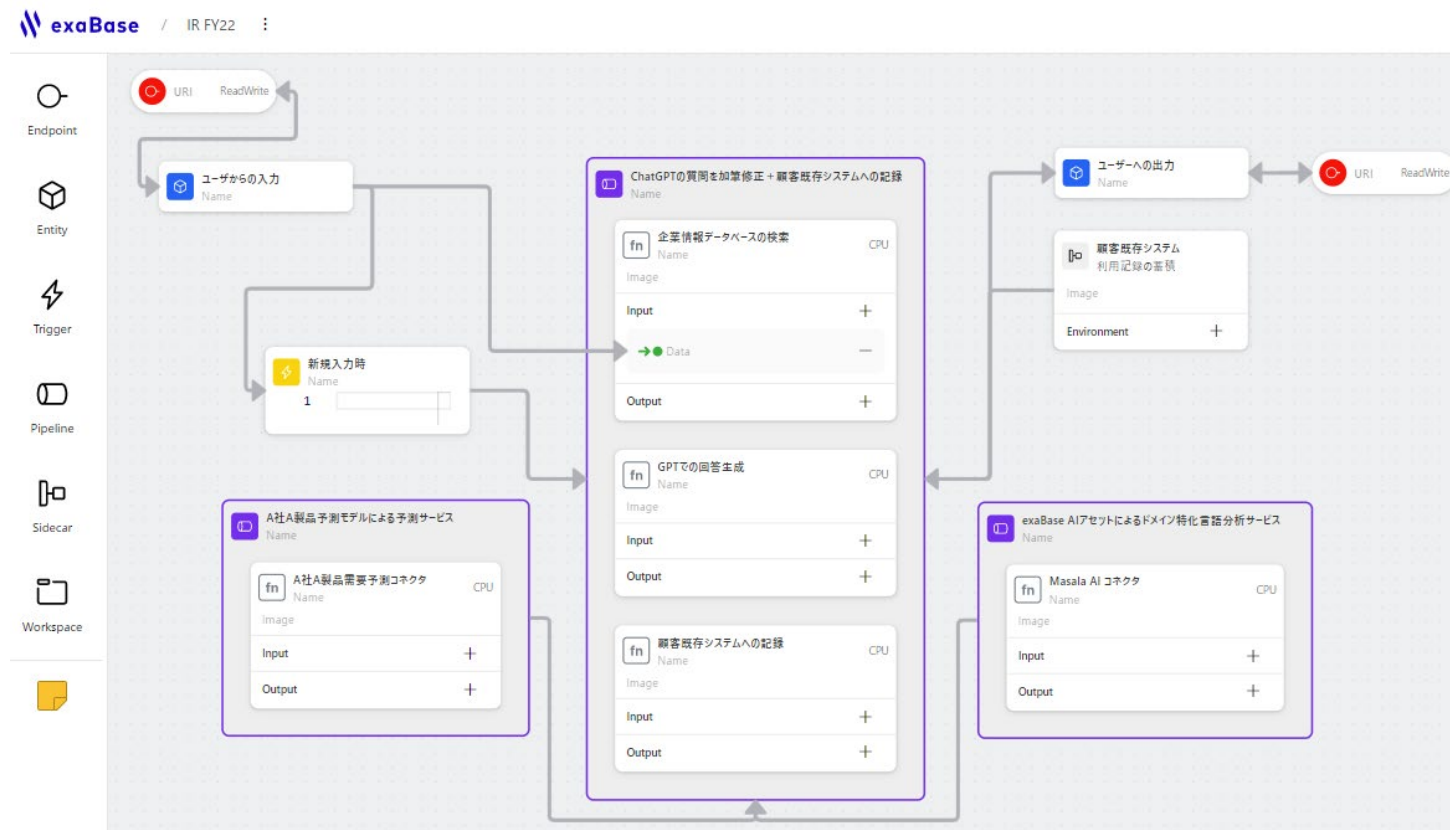 exaBase / IR FY22
Endpoint
Entity
Trigger
Pipeline
Sidecar
Workspace
URI ReadWrite
ユーザからの入力
Name
新規入力時
Name
1
A社A製品予測モデルによる予測サービス
Name
fn A社A製品需要予測コネクタ CPU
Name
Image
Input +
Output +
ChatGPTの質問を加筆修正+顧客既存システムへの記録
Name
fn 企業情報データベースの検索 CPU
Name
Image
Input +
Data −
Output +
fn GPTでの回答生成 CPU
Name
Image
Input +
Output +
fn 顧客既存システムへの記録 CPU
Name
Image
Input +
Output +
ユーザーへの出力
Name
URI ReadWrite
顧客既存システム
利用記録の蓄積
Image
Environment +
exaBase AIアセットによるドメイン特化言語分析サービス
Name
fn Masala AI コネクタ CPU
Name
Image
Input +
Output +